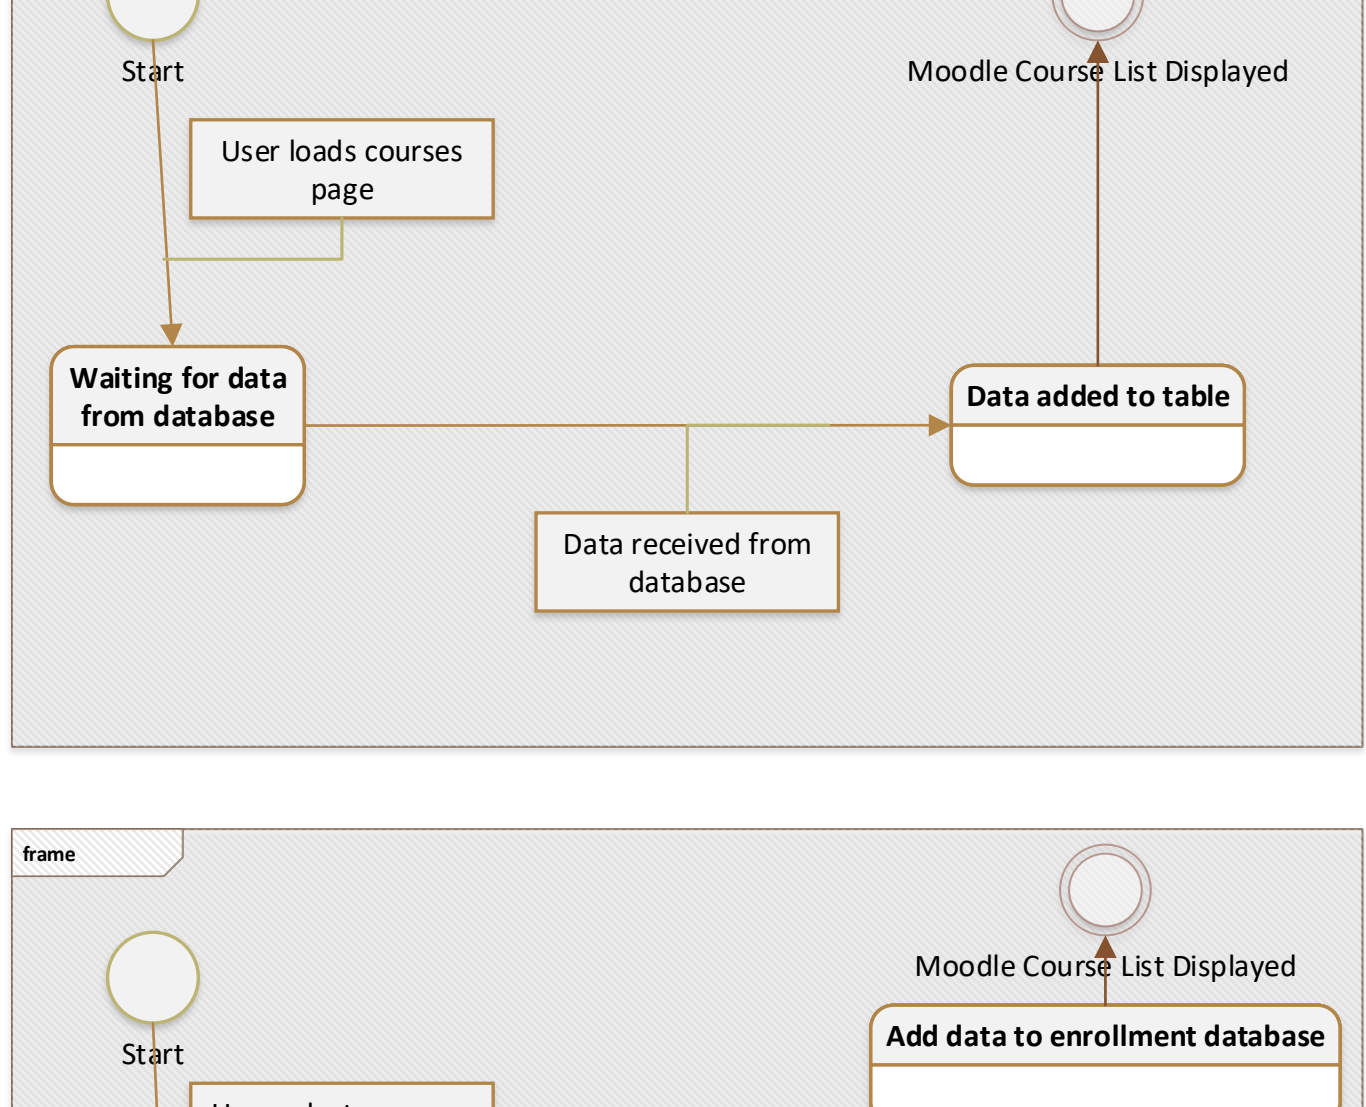 Start
Moodle Course List Displayed
User loads courses
page
Waiting for data
from database
Data added to table
Data received from
database
frame
Moodle Course List Displayed
Start
Add data to enrollment database